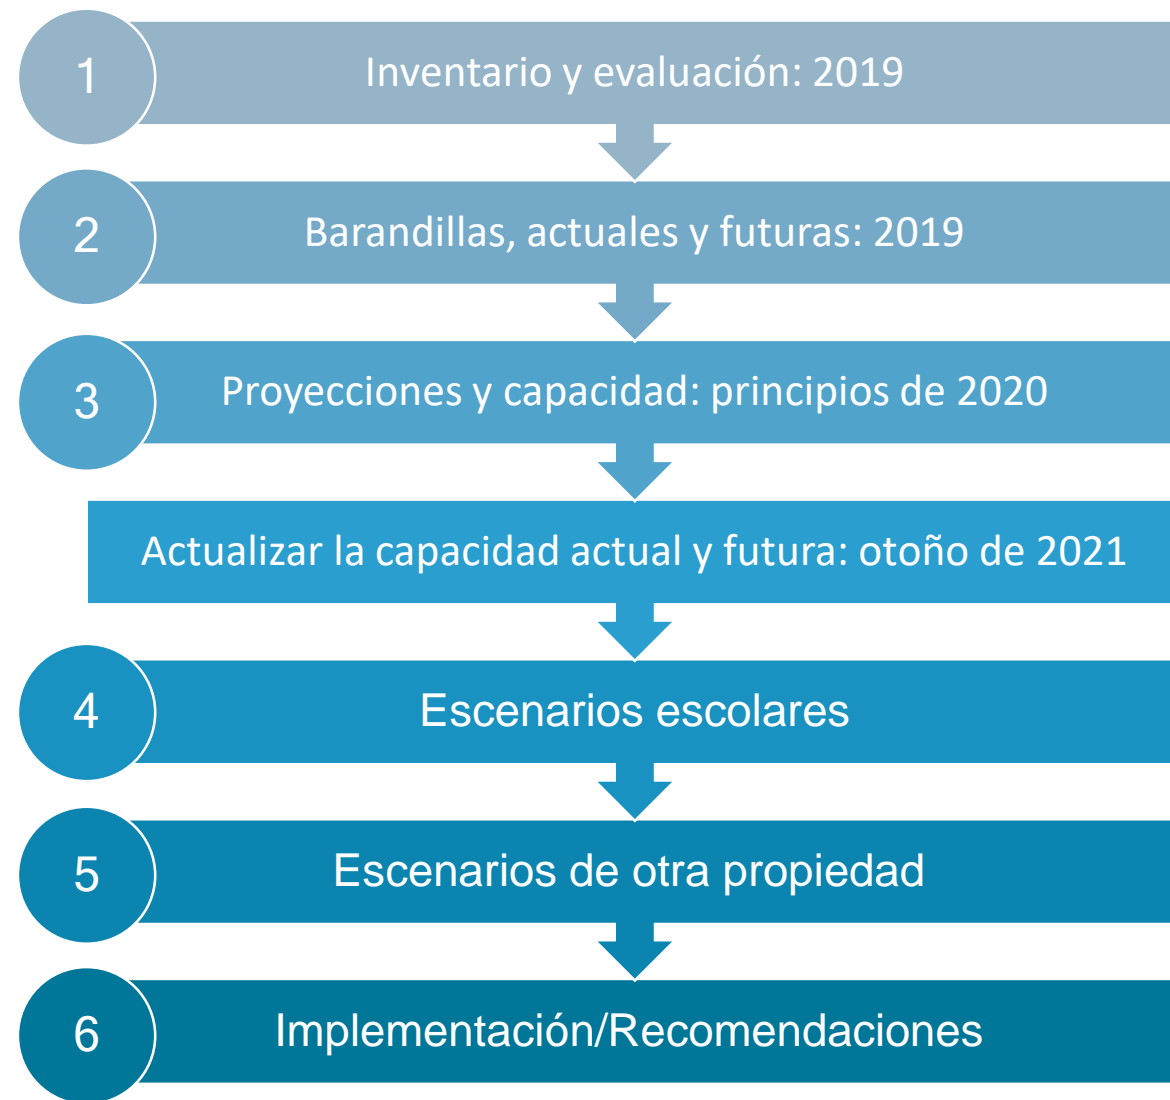 1
Inventario y evaluación: 2019
2
Barandillas, actuales y futuras: 2019
3
Proyecciones y capacidad: principios de 2020
Actualizar la capacidad actual y futura: otoño de 2021
4
Escenarios escolares
5
Escenarios de otra propiedad
6
Implementación/Recomendaciones